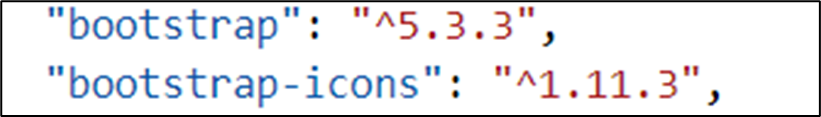 "bootstrap": "^5.3.3",
"bootstrap-icons": "^1.11.3",